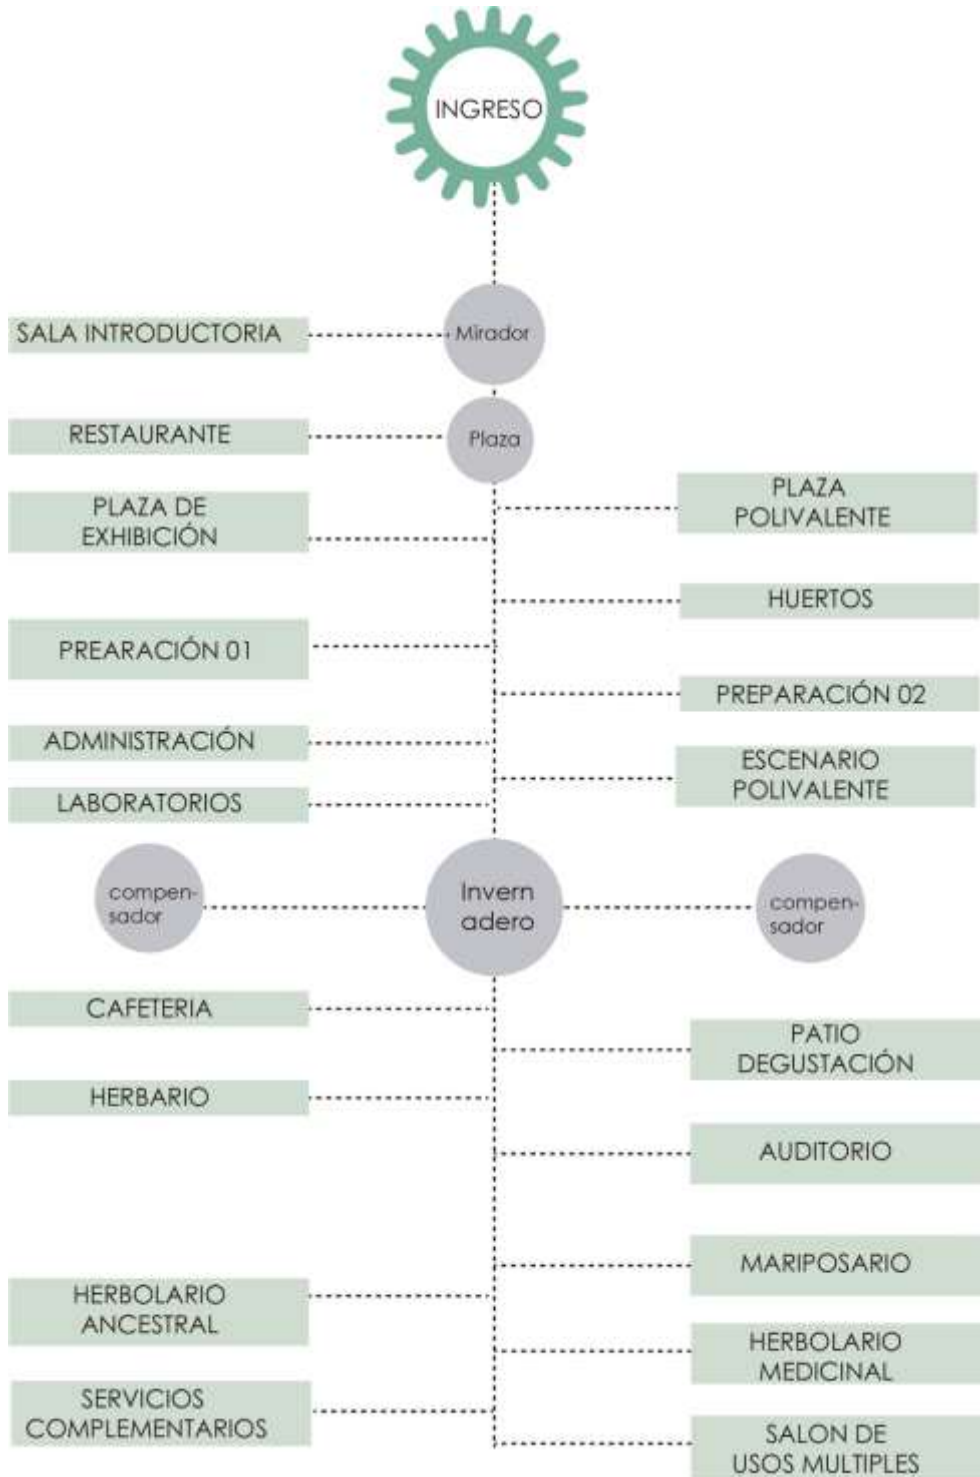 INGRESO
SALA INTRODUCTORIA
Mirador
RESTAURANTE
Plaza
PLAZA DE
EXHIBICIÓN
PLAZA
POLIVALENTE
HUERTOS
PREARACIÓN 01
PREPARACIÓN 02
ADMINISTRACIÓN
ESCENARIO
POLIVALENTE
LABORATORIOS
compen-
sador
Invern
adero
compen-
sador
CAFETERIA
PATIO
DEGUSTACIÓN
HERBARIO
AUDITORIO
MARIPOSARIO
HERBOLARIO
ANCESTRAL
HERBOLARIO
MEDICINAL
SERVICIOS
COMPLEMENTARIOS
SALON DE
USOS MULTIPLES